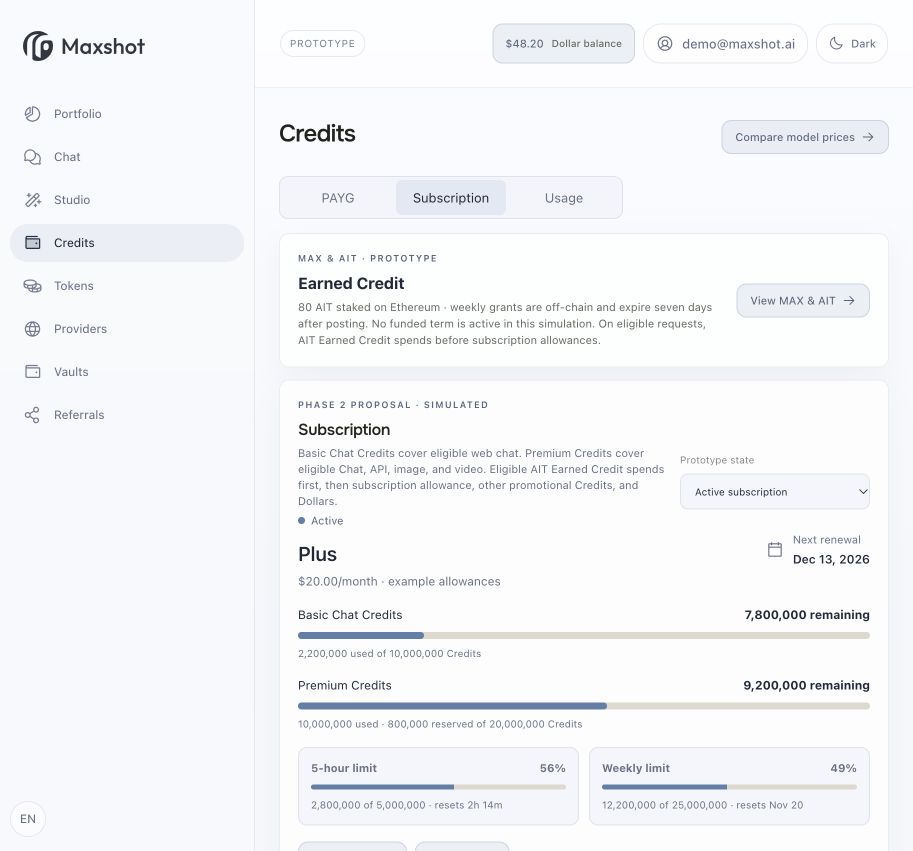 Maxshot
PROTOTYPE
$48.20 Dollar balance
demo@maxshot.ai
Dark
Portfolio
Chat
Studio
Credits
Tokens
Providers
Vaults
Referrals
EN
Credits
Compare model prices →
PAYG
Subscription
Usage
MAX & AIT · PROTOTYPE
Earned Credit
80 AIT staked on Ethereum · weekly grants are off-chain and expire seven days
after posting. No funded term is active in this simulation. On eligible requests,
AIT Earned Credit spends before subscription allowances.
View MAX & AIT →
PHASE 2 PROPOSAL · SIMULATED
Subscription
Basic Chat Credits cover eligible web chat. Premium Credits cover
eligible Chat, API, image, and video. Eligible AIT Earned Credit spends
first, then subscription allowance, other promotional Credits, and
Dollars.
Prototype state
Active subscription
Active
Plus
$20.00/month · example allowances
Next renewal
Dec 13, 2026
Basic Chat Credits
7,800,000 remaining
2,200,000 used of 10,000,000 Credits
Premium Credits
9,200,000 remaining
10,000,000 used · 800,000 reserved of 20,000,000 Credits
5-hour limit
56%
2,800,000 of 5,000,000 · resets 2h 14m
Weekly limit
49%
12,200,000 of 25,000,000 · resets Nov 20